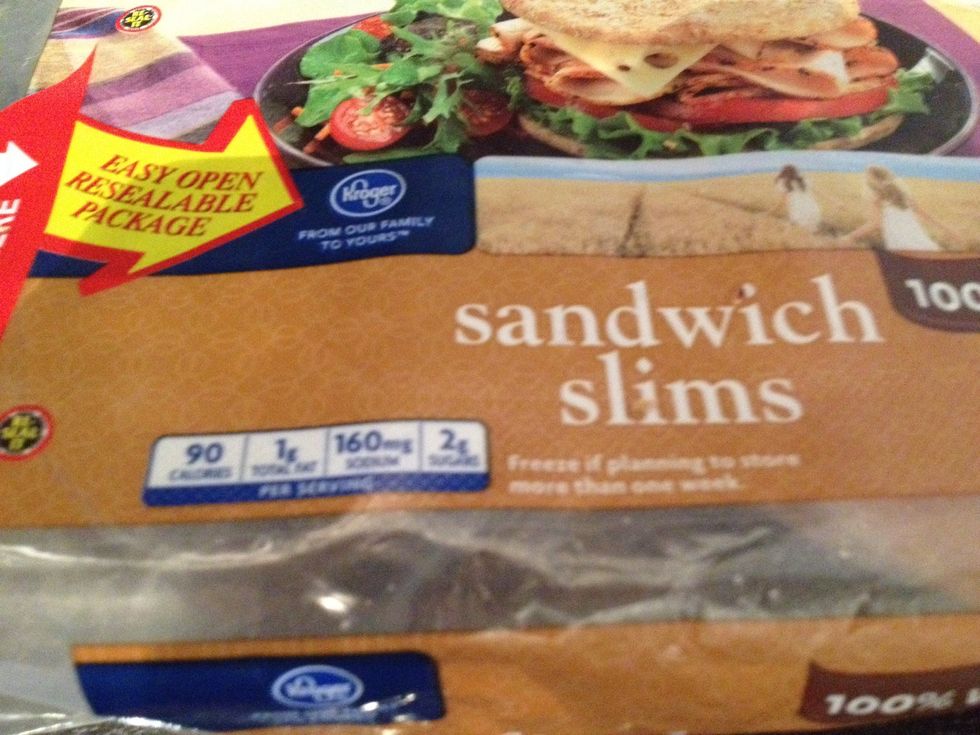 EASY OPEN
RESEALABLE
PACKAGE
Kroger
FROM OUR FAMILY
TO YOURS™
100
sandwich
slims
90 CALORIES
1g TOTAL FAT
160mg SODIUM
2g SUGARS
PER SERVING
Freeze if planning to store
more than one week.
Kroger
100%